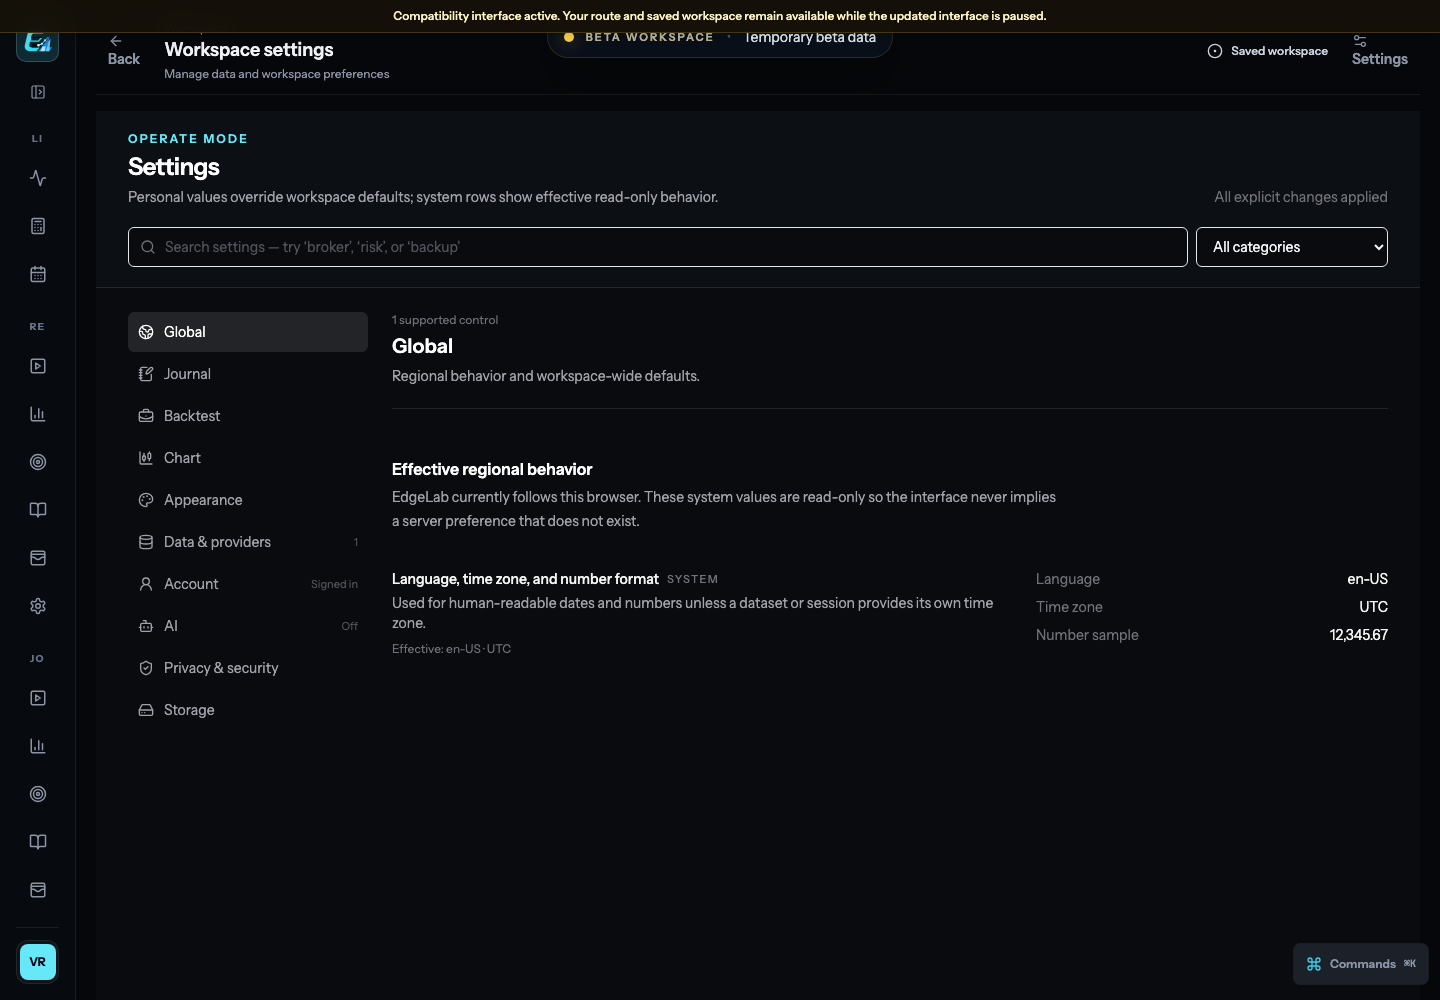 Compatibility interface active. Your route and saved workspace remain available while the updated interface is paused.
Back
Workspace settings
Manage data and workspace preferences
BETA WORKSPACE · Temporary beta data
Saved workspace
Settings
LI
RE
JO
VR
OPERATE MODE
Settings
Personal values override workspace defaults; system rows show effective read-only behavior.
All explicit changes applied
Search settings — try 'broker', 'risk', or 'backup'
All categories
Global
Journal
Backtest
Chart
Appearance
Data & providers 1
Account Signed in
AI Off
Privacy & security
Storage
1 supported control
Global
Regional behavior and workspace-wide defaults.
Effective regional behavior
EdgeLab currently follows this browser. These system values are read-only so the interface never implies
a server preference that does not exist.
Language, time zone, and number format SYSTEM
Used for human-readable dates and numbers unless a dataset or session provides its own time
zone.
Effective: en-US · UTC
Language en-US
Time zone UTC
Number sample 12,345.67
Commands ⌘K